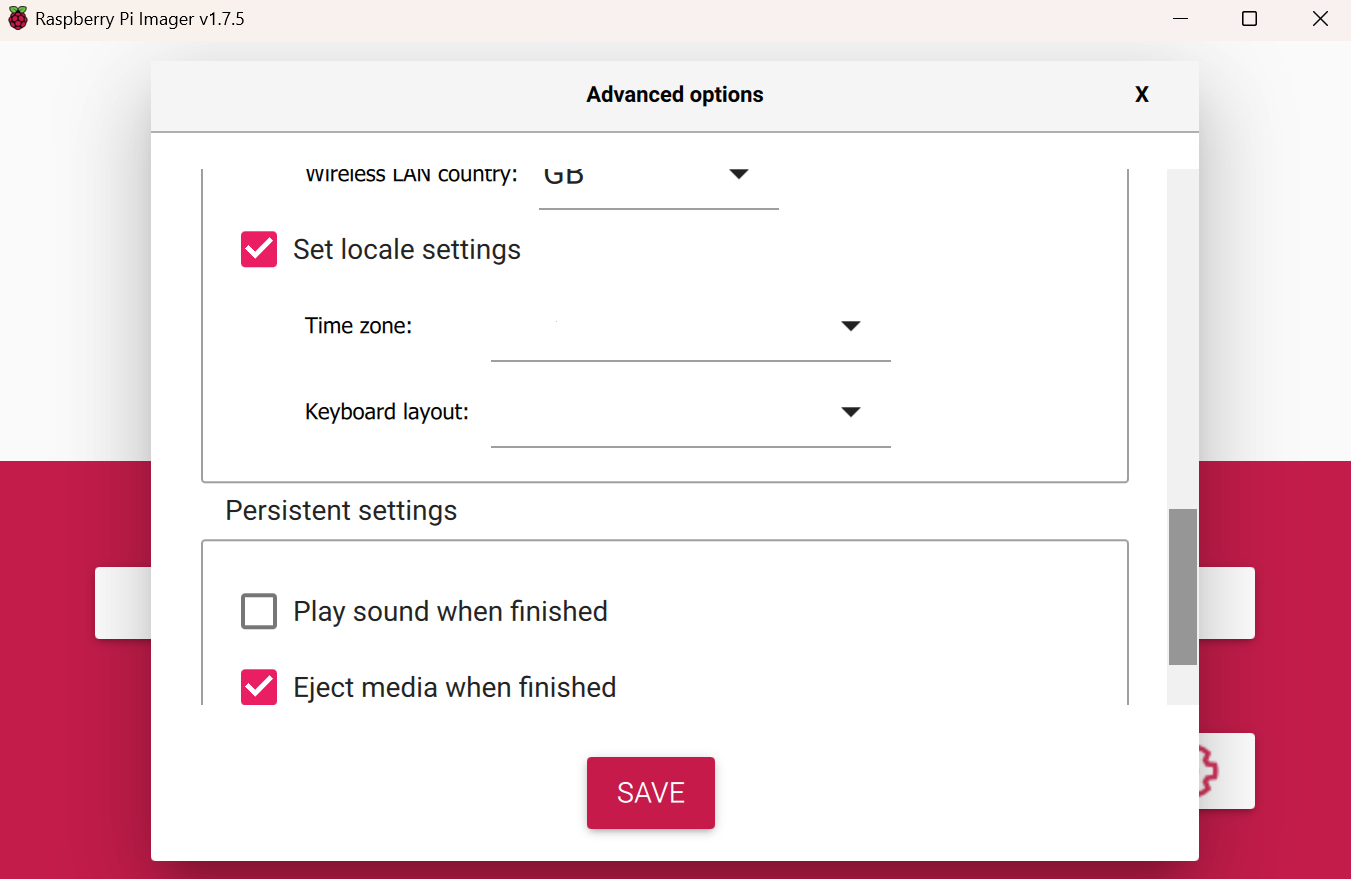 Raspberry Pi Imager v1.7.5
Advanced options
X
Wireless LAN country: GB
Set locale settings
Time zone:
Keyboard layout:
Persistent settings
Play sound when finished
Eject media when finished
SAVE